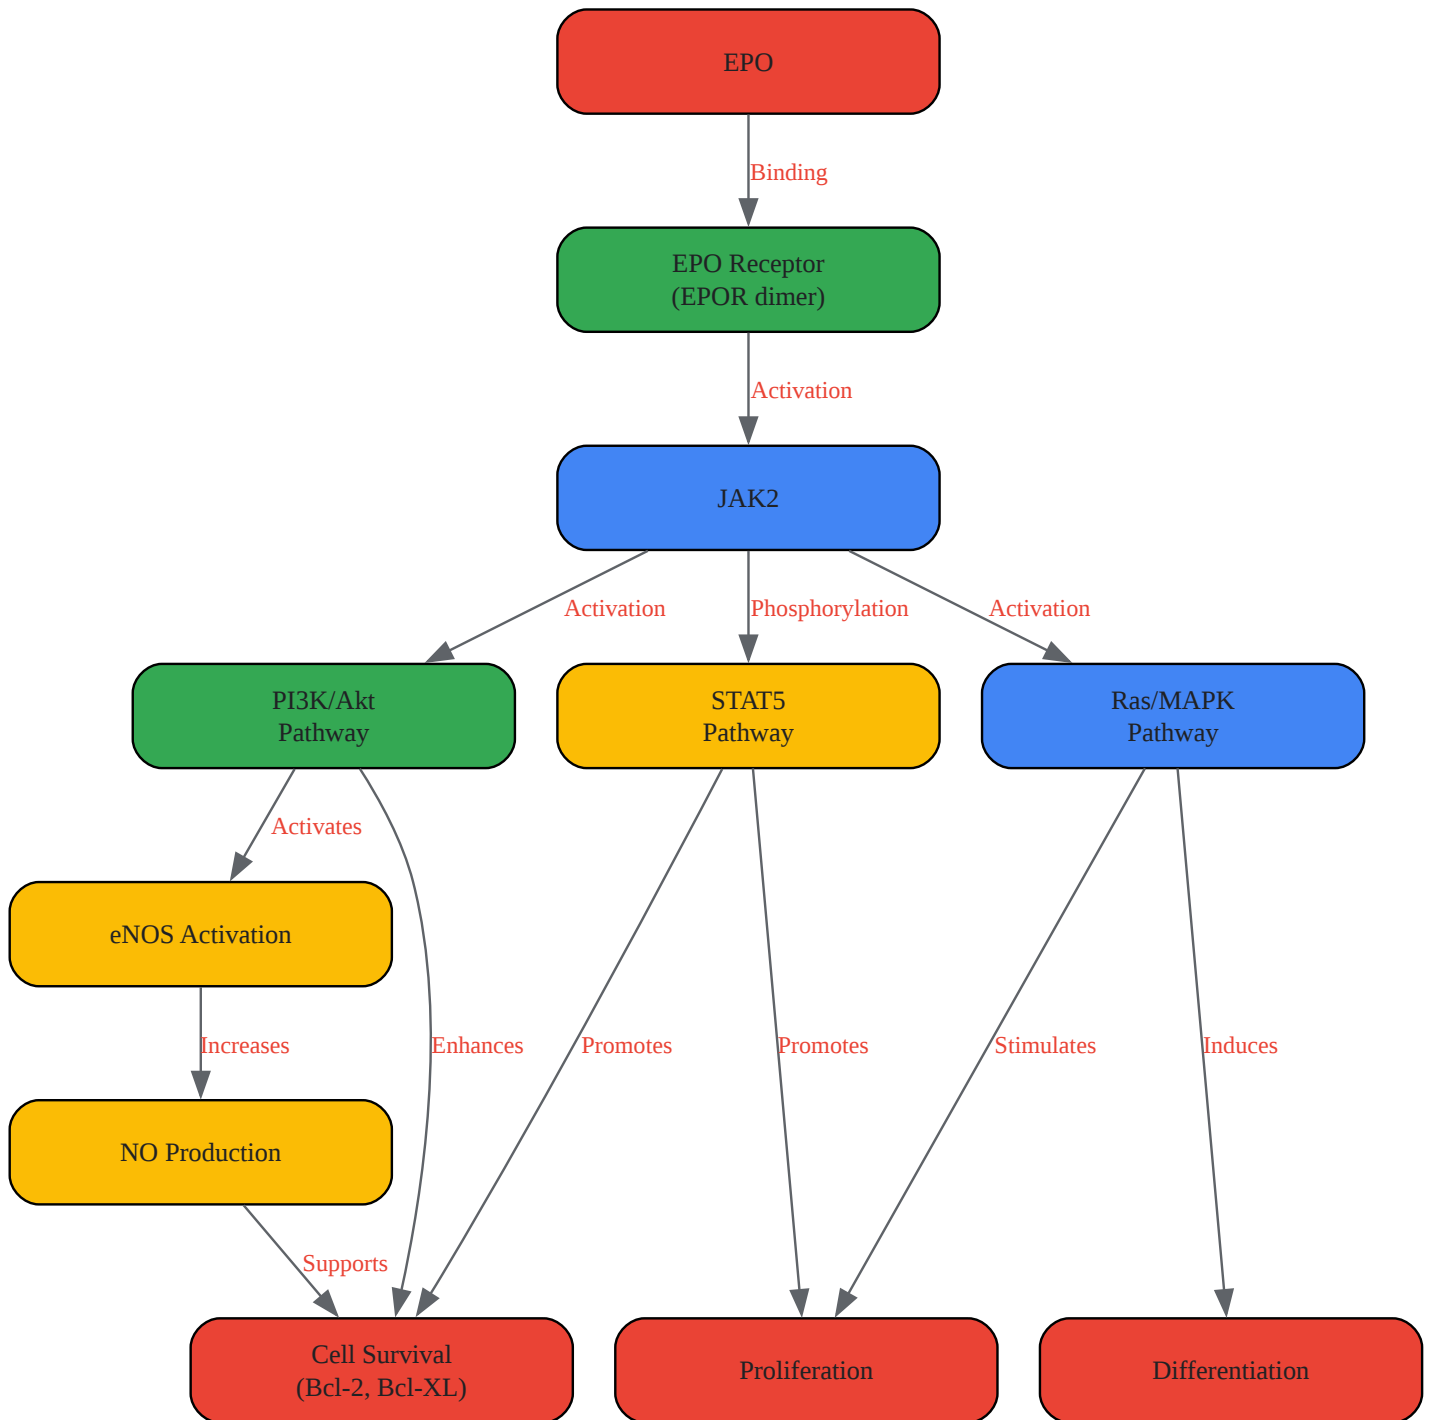 EPO
Binding
EPO Receptor
(EPOR dimer)
Activation
JAK2
Activation
Phosphorylation
Activation
PI3K/Akt
Pathway
STAT5
Pathway
Ras/MAPK
Pathway
Activates
eNOS Activation
Increases
Enhances
Promotes
Promotes
Stimulates
Induces
NO Production
Supports
Cell Survival
(Bcl-2, Bcl-XL)
Proliferation
Differentiation